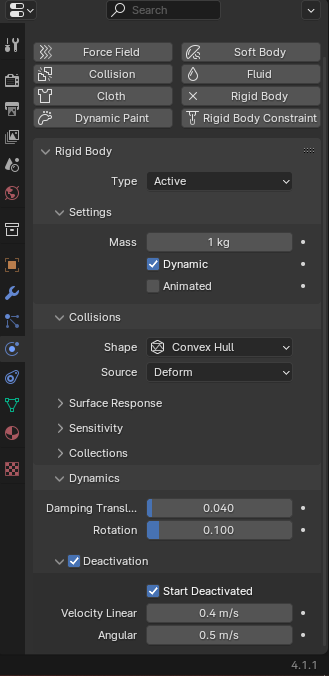 Search
Force Field Soft Body
Collision Fluid
Cloth Rigid Body
Dynamic Paint Rigid Body Constraint
Rigid Body
Type Active
Settings
Mass 1 kg
Dynamic
Animated
Collisions
Shape Convex Hull
Source Deform
Surface Response
Sensitivity
Collections
Dynamics
Damping Transl... 0.040
Rotation 0.100
Deactivation
Start Deactivated
Velocity Linear 0.4 m/s
Angular 0.5 m/s
4.1.1